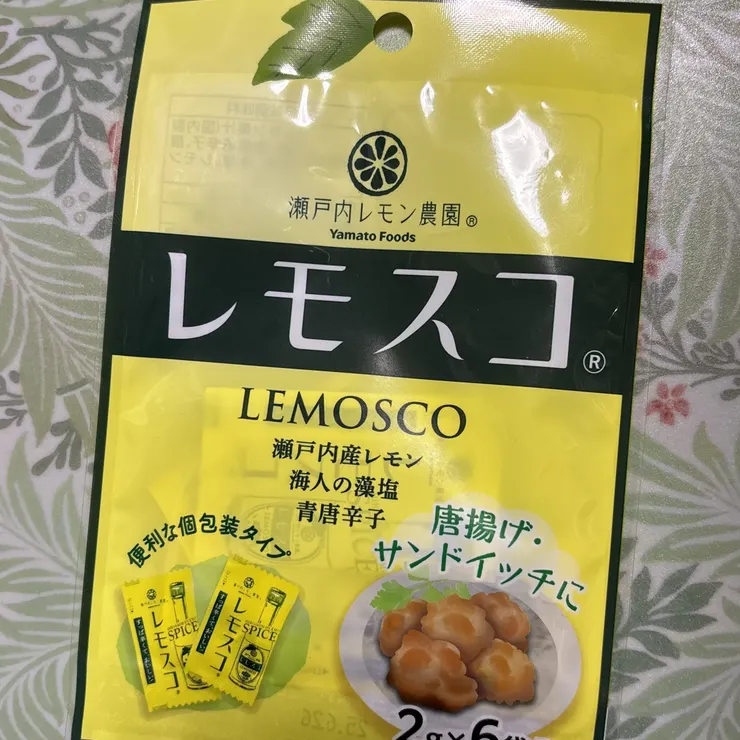 瀬戸内レモン農園®
Yamato Foods
レモスコ®
LEMOSCO
瀬戸内産レモン
海人の藻塩
青唐辛子
便利な個包装タイプ
唐揚げ・
サンドイッチに
レモスコ
SPICE
レモスコ
SPICE
25.626
2g×6